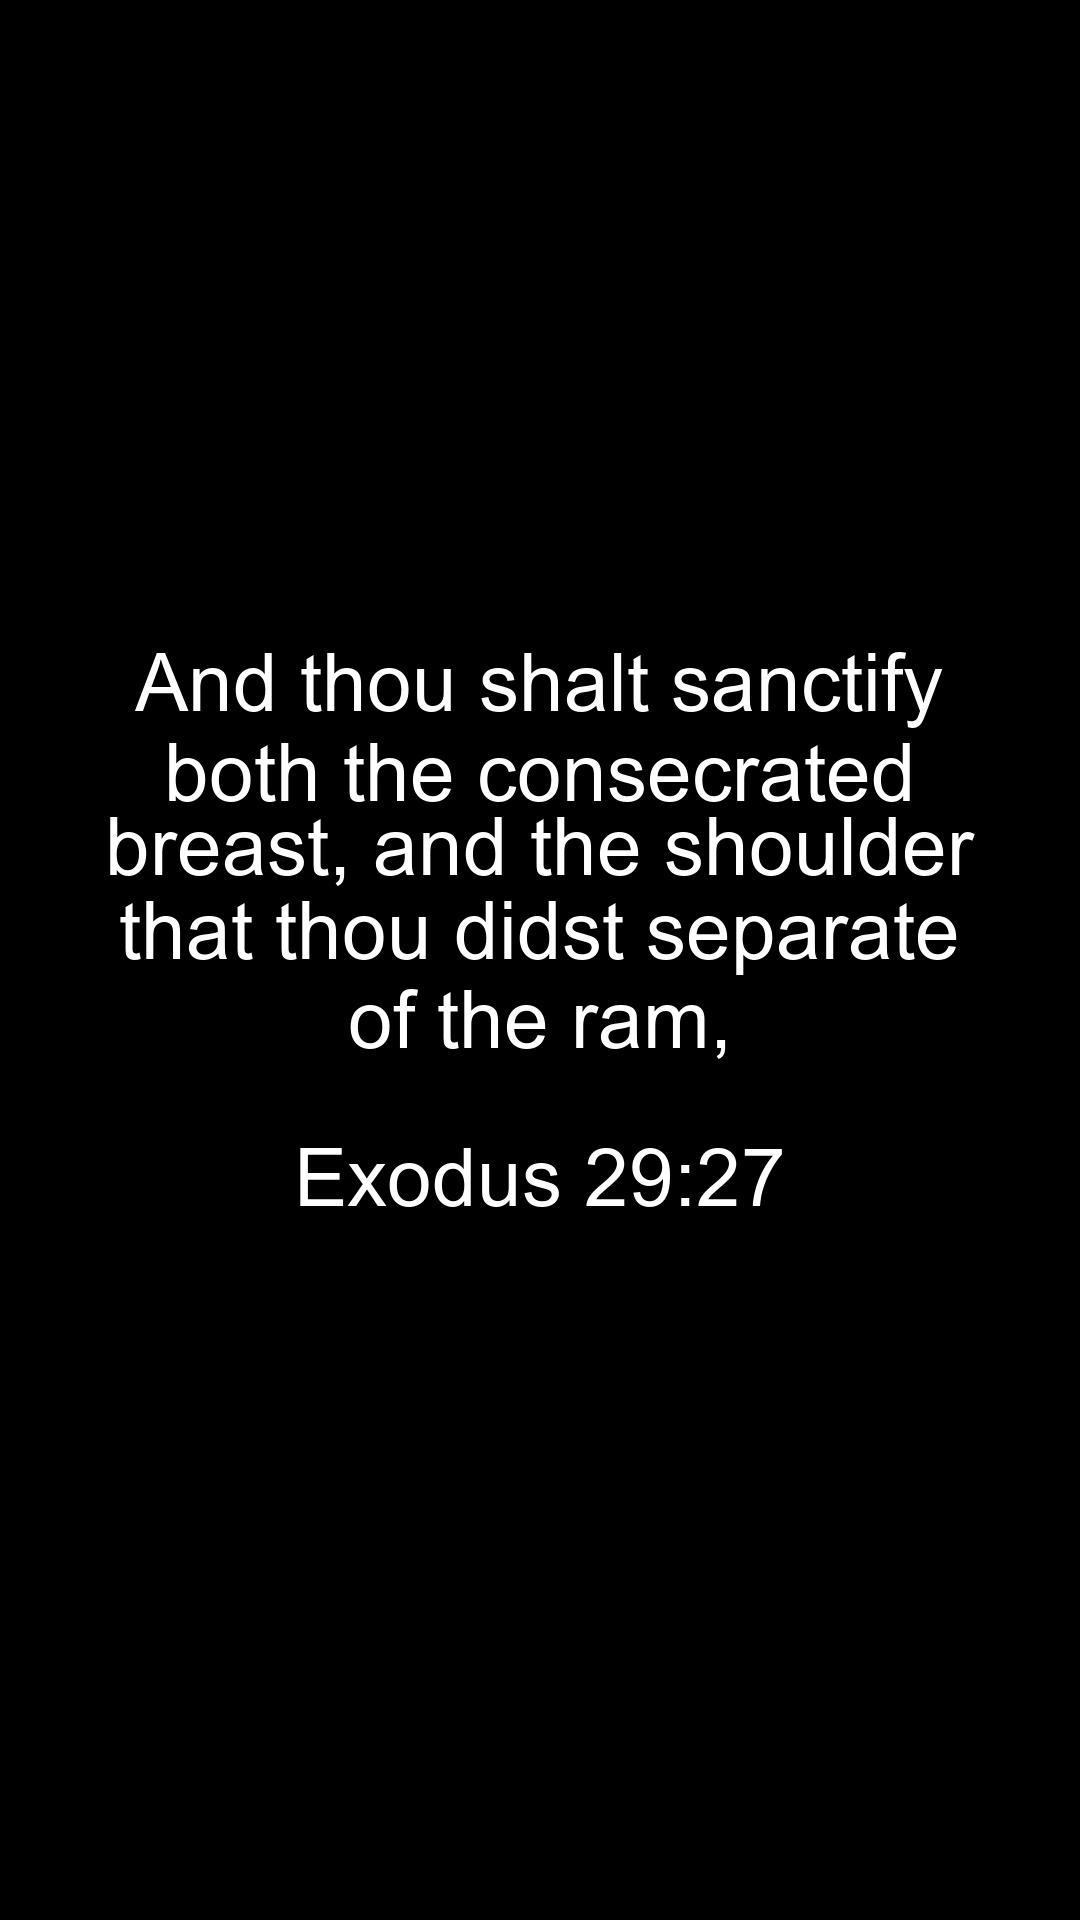 And thou shalt sanctify
both the consecrated
breast, and the shoulder
that thou didst separate
of the ram,
Exodus 29:27